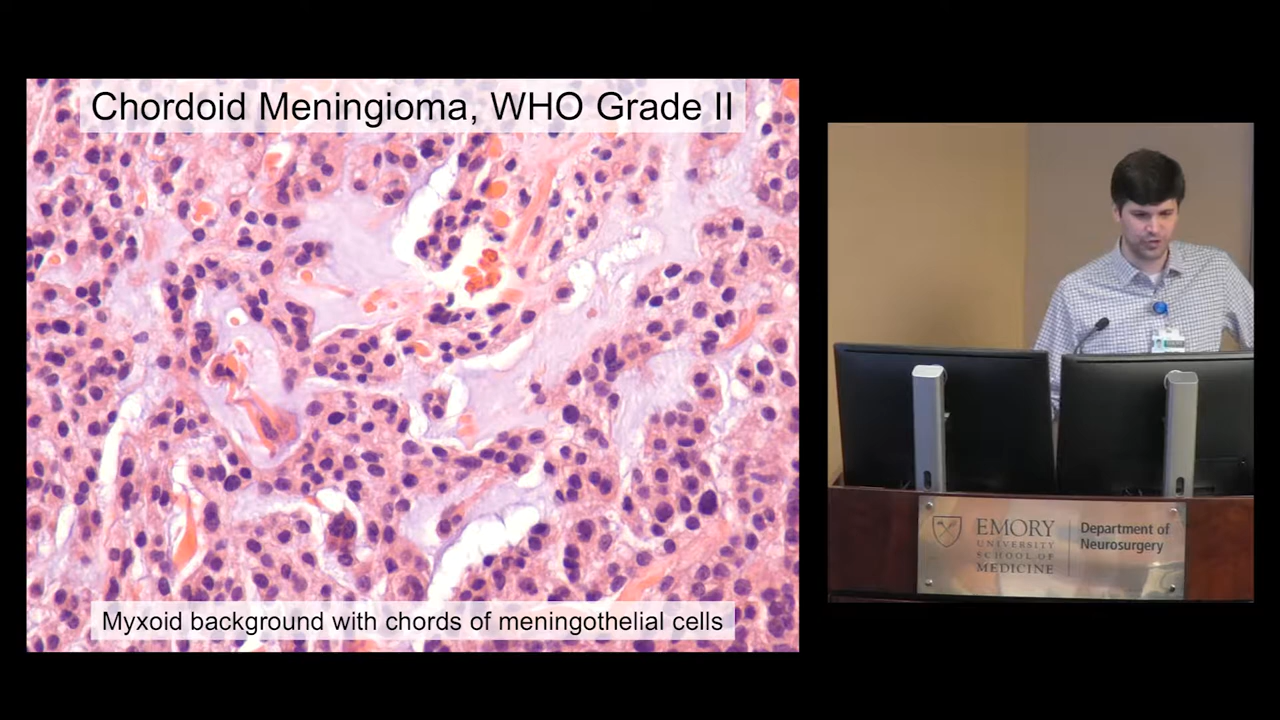 Chordoid Meningioma, WHO Grade II
Myxoid background with chords of meningothelial cells
EMORY
UNIVERSITY
SCHOOL OF
MEDICINE
Department of
Neurosurgery